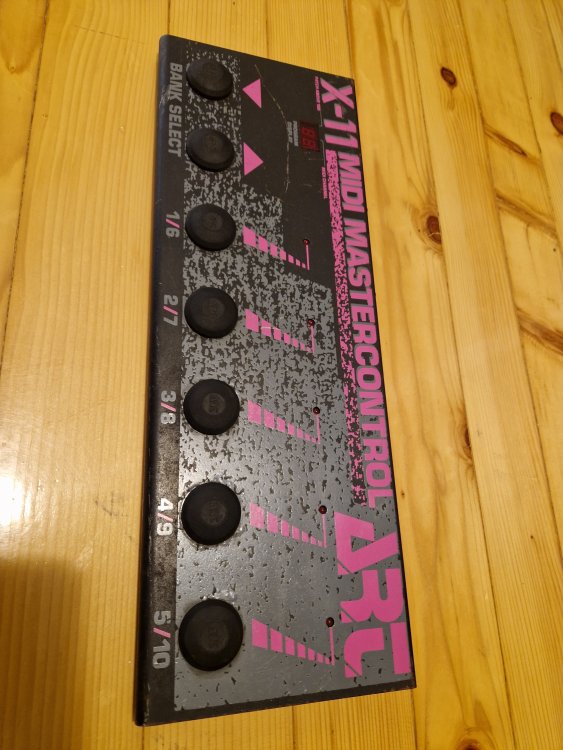 X-11 MIDI MASTERCONTROL
ART
BANK SELECT
1/6
2/7
3/8
4/9
5/10